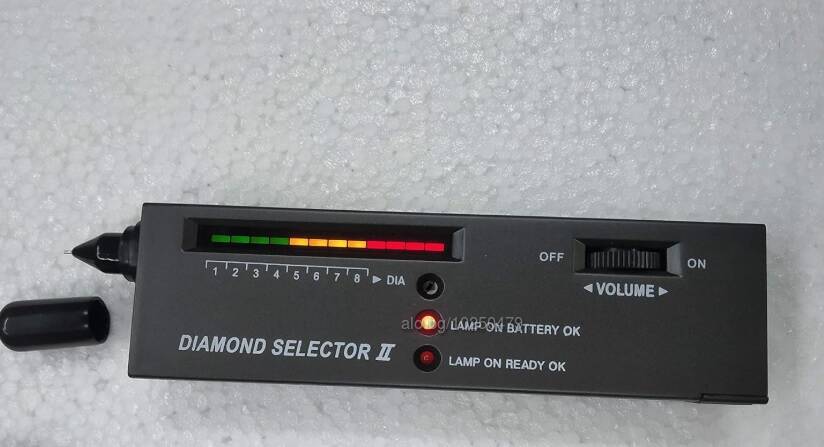 OFF
ON
1 2 3 4 5 6 7 8 ▶ DIA
◀ VOLUME ▶
LAMP ON BATTERY OK
DIAMOND SELECTOR II
LAMP ON READY OK